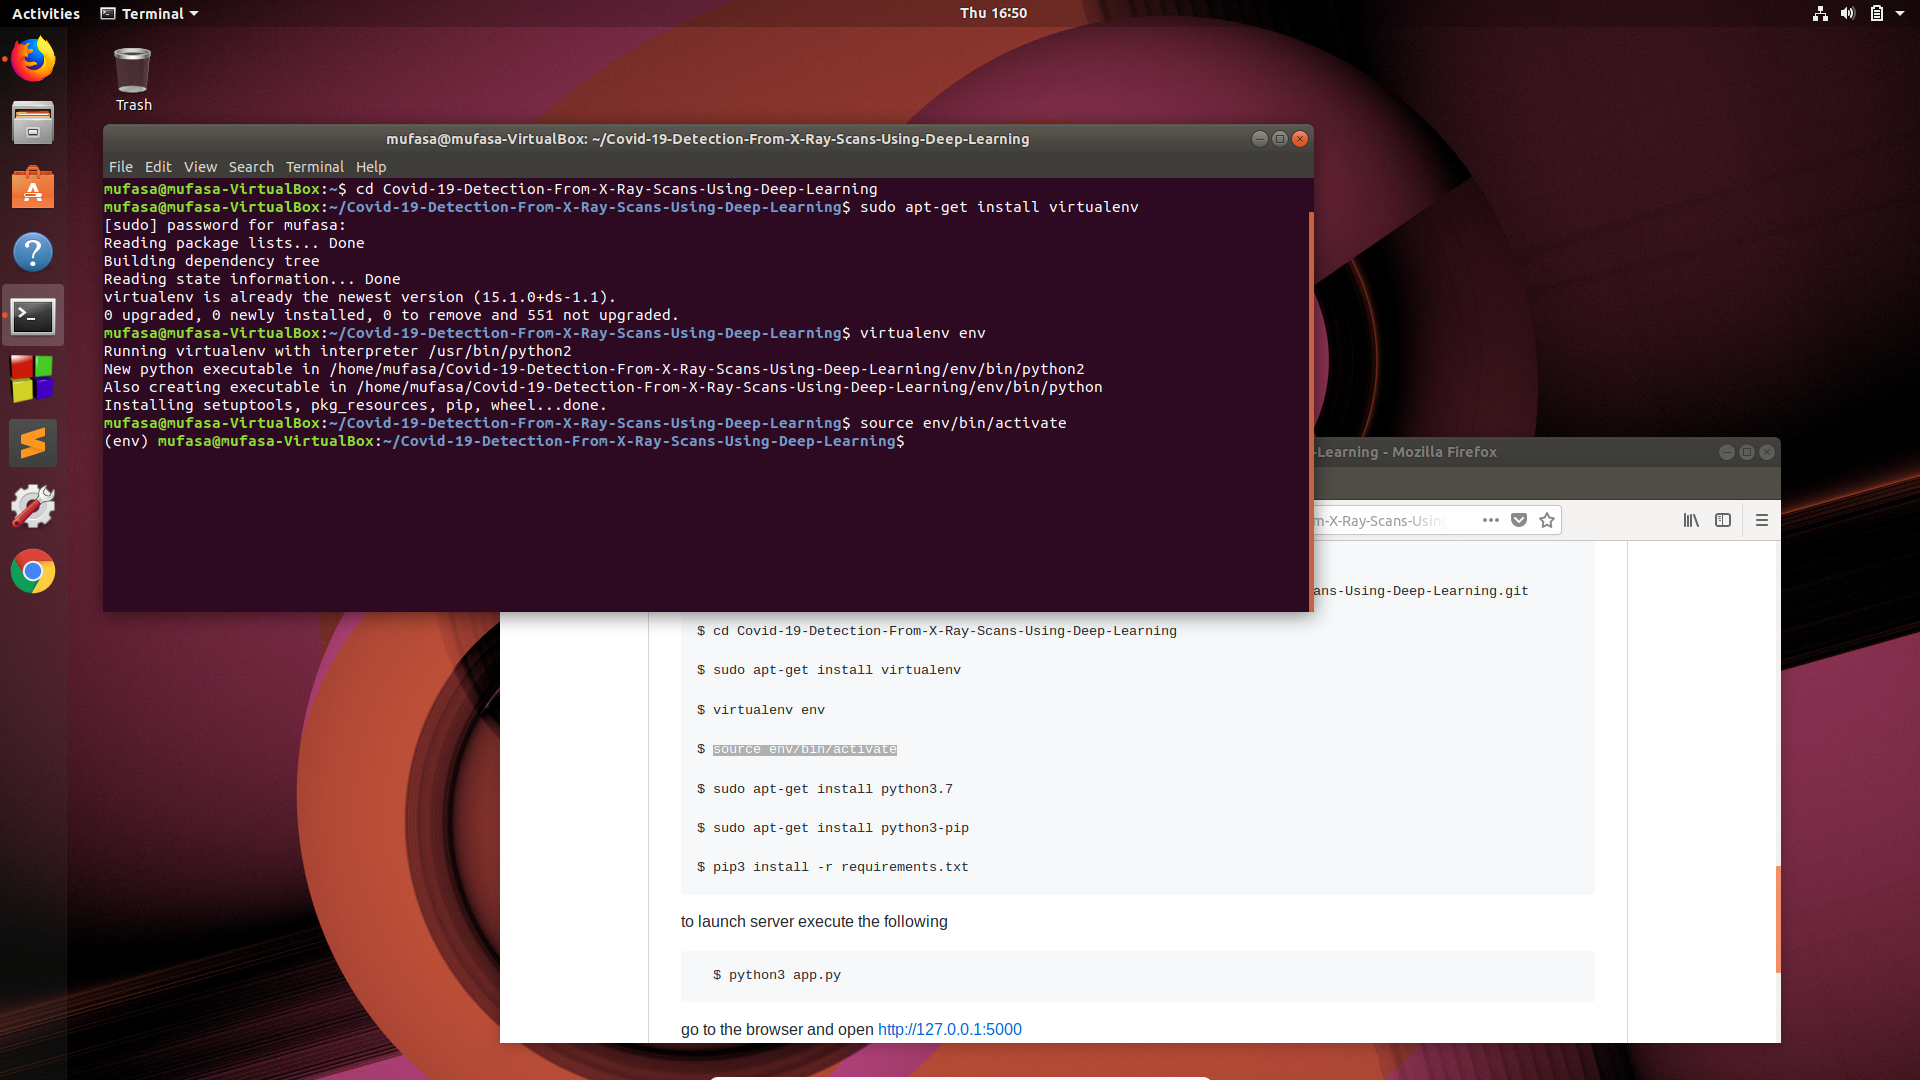 Activities
Terminal
Thu 16:50
Trash
mufasa@mufasa-VirtualBox: ~/Covid-19-Detection-From-X-Ray-Scans-Using-Deep-Learning
File Edit View Search Terminal Help
mufasa@mufasa-VirtualBox:~$ cd Covid-19-Detection-From-X-Ray-Scans-Using-Deep-Learning
mufasa@mufasa-VirtualBox:~/Covid-19-Detection-From-X-Ray-Scans-Using-Deep-Learning$ sudo apt-get install virtualenv
[sudo] password for mufasa:
Reading package lists... Done
Building dependency tree
Reading state information... Done
virtualenv is already the newest version (15.1.0+ds-1.1).
0 upgraded, 0 newly installed, 0 to remove and 551 not upgraded.
mufasa@mufasa-VirtualBox:~/Covid-19-Detection-From-X-Ray-Scans-Using-Deep-Learning$ virtualenv env
Running virtualenv with interpreter /usr/bin/python2
New python executable in /home/mufasa/Covid-19-Detection-From-X-Ray-Scans-Using-Deep-Learning/env/bin/python2
Also creating executable in /home/mufasa/Covid-19-Detection-From-X-Ray-Scans-Using-Deep-Learning/env/bin/python
Installing setuptools, pkg_resources, pip, wheel...done.
mufasa@mufasa-VirtualBox:~/Covid-19-Detection-From-X-Ray-Scans-Using-Deep-Learning$ source env/bin/activate
(env) mufasa@mufasa-VirtualBox:~/Covid-19-Detection-From-X-Ray-Scans-Using-Deep-Learning$
-Learning - Mozilla Firefox
m-X-Ray-Scans-Using
ans-Using-Deep-Learning.git
$ cd Covid-19-Detection-From-X-Ray-Scans-Using-Deep-Learning
$ sudo apt-get install virtualenv
$ virtualenv env
$ source env/bin/activate
$ sudo apt-get install python3.7
$ sudo apt-get install python3-pip
$ pip3 install -r requirements.txt
to launch server execute the following
$ python3 app.py
go to the browser and open http://127.0.0.1:5000